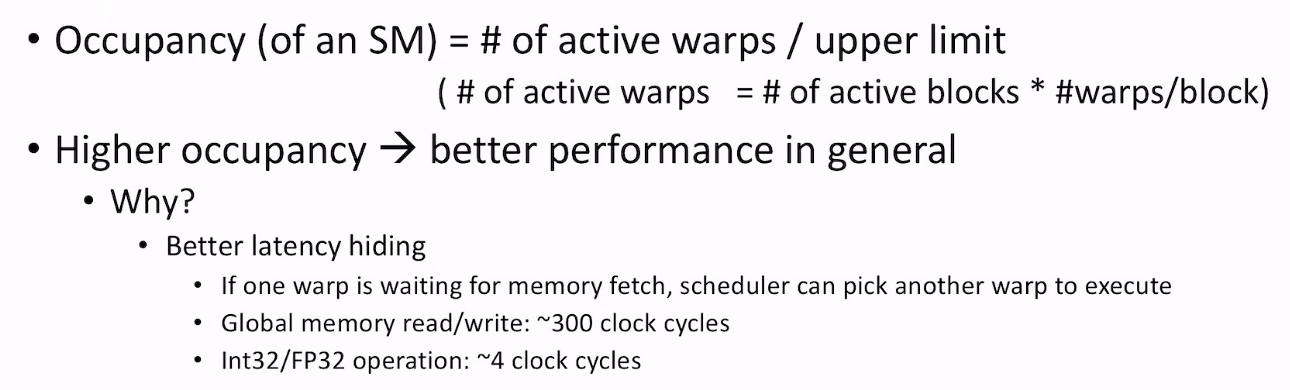 • Occupancy (of an SM) = # of active warps / upper limit
( # of active warps = # of active blocks * #warps/block)
• Higher occupancy → better performance in general
• Why?
• Better latency hiding
• If one warp is waiting for memory fetch, scheduler can pick another warp to execute
• Global memory read/write: ~300 clock cycles
• Int32/FP32 operation: ~4 clock cycles